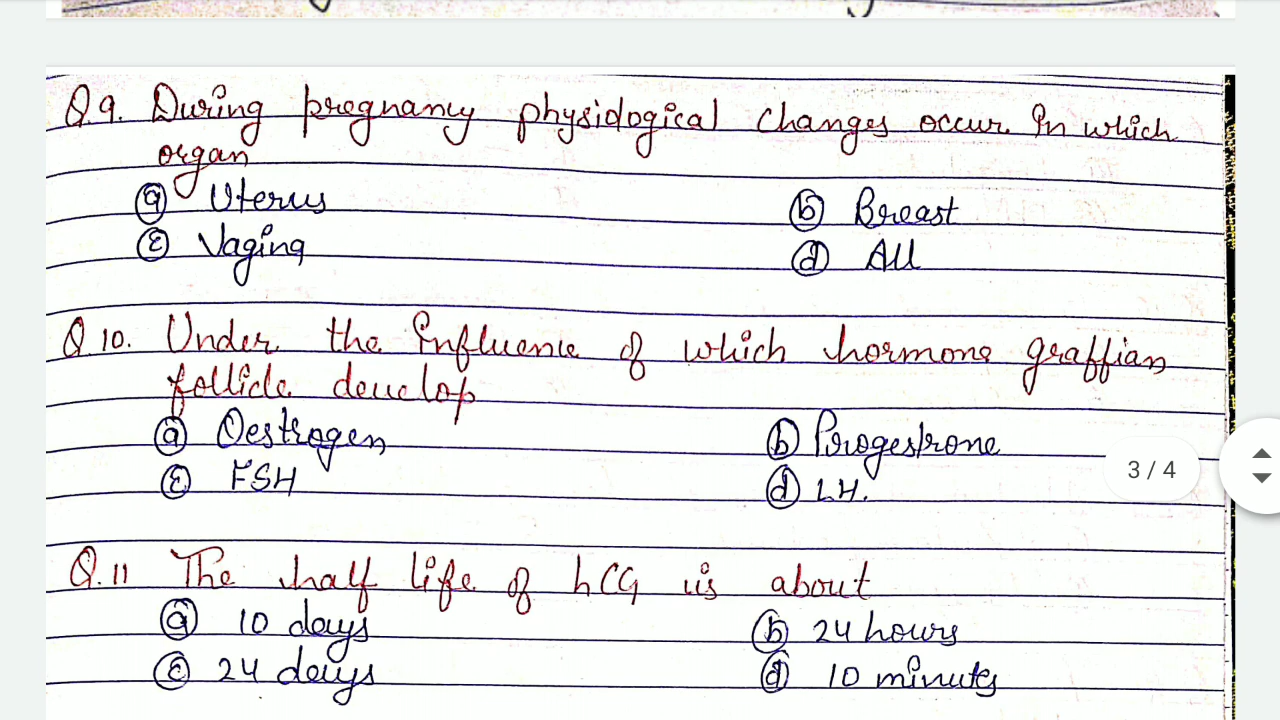 Q.9. During pregnancy physiological changes occur in which
organ
(a) Uterus (b) Breast
(c) Vagina (d) All
Q.10. Under the influence of which hormone graffian
follicle develop
(a) Oestrogen (b) Progestrone
(c) FSH (d) LH.
3 / 4
Q.11 The half life of hCG is about
(a) 10 days (b) 24 hours
(c) 24 days (d) 10 minutes